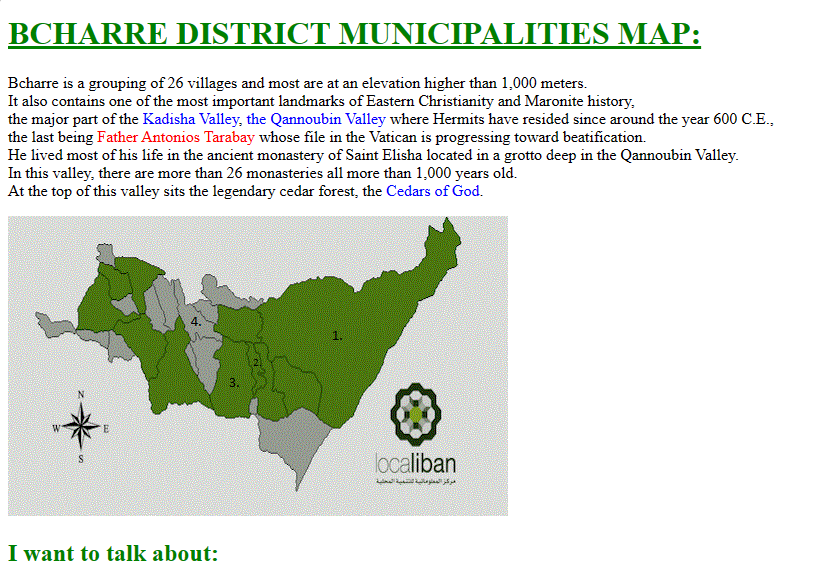 BCHARRE DISTRICT MUNICIPALITIES MAP:
Bcharre is a grouping of 26 villages and most are at an elevation higher than 1,000 meters.
It also contains one of the most important landmarks of Eastern Christianity and Maronite history,
the major part of the Kadisha Valley, the Qannoubin Valley where Hermits have resided since around the year 600 C.E.,
the last being Father Antonios Tarabay whose file in the Vatican is progressing toward beatification.
He lived most of his life in the ancient monastery of Saint Elisha located in a grotto deep in the Qannoubin Valley.
In this valley, there are more than 26 monasteries all more than 1,000 years old.
At the top of this valley sits the legendary cedar forest, the Cedars of God.
4.
1.
2.
3.
N
W E
S
localiban
مركز المعلوماتية للتنمية المحلية
I want to talk about: